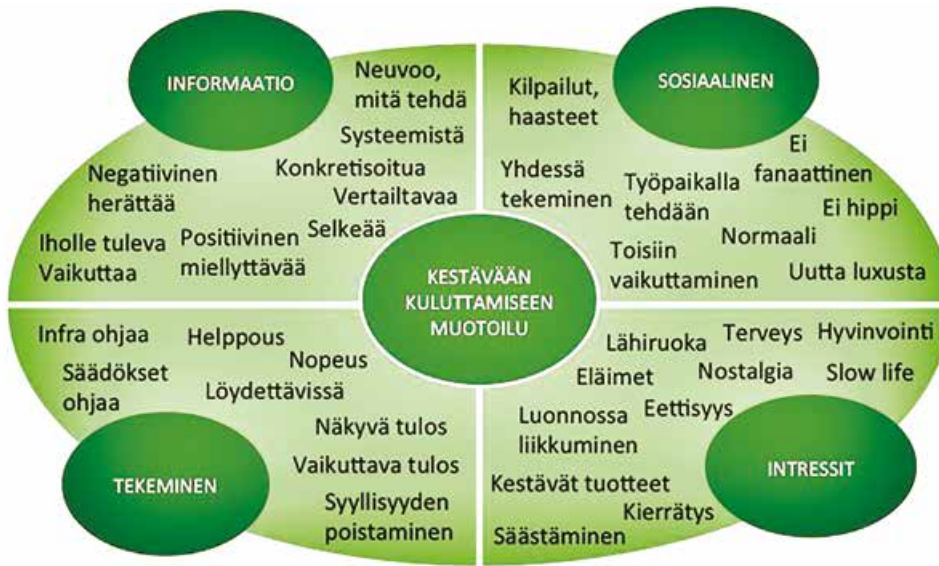 INFORMAATIO
Neuvoo,
mitä tehdä
Systeemistä
Konkretisoitua
Vertailtavaa
Negatiivinen
herättää
Selkeää
Positiivinen
miellyttävää
Iholle tuleva
Vaikuttaa
SOSIAALINEN
Kilpailut,
haasteet
Ei
fanaattinen
Yhdessä
tekeminen
Työpaikalla
tehdään
Ei hippi
Normaali
Toisiin
vaikuttaminen
Uutta luxusta
KESTÄVÄÄN
KULUTTAMISEEN
MUOTOILU
Infra ohjaa
Helppous
Nopeus
Säädökset
ohjaa
Löydettävissä
Näkyvä tulos
Vaikuttava tulos
Syyllisyyden
poistaminen
TEKEMINEN
Lähiruoka
Terveys
Hyvinvointi
Eläimet
Nostalgia
Slow life
Luonnossa
liikkuminen
Eettisyys
Kestävät tuotteet
Kierrätys
Säästäminen
INTRESSIT